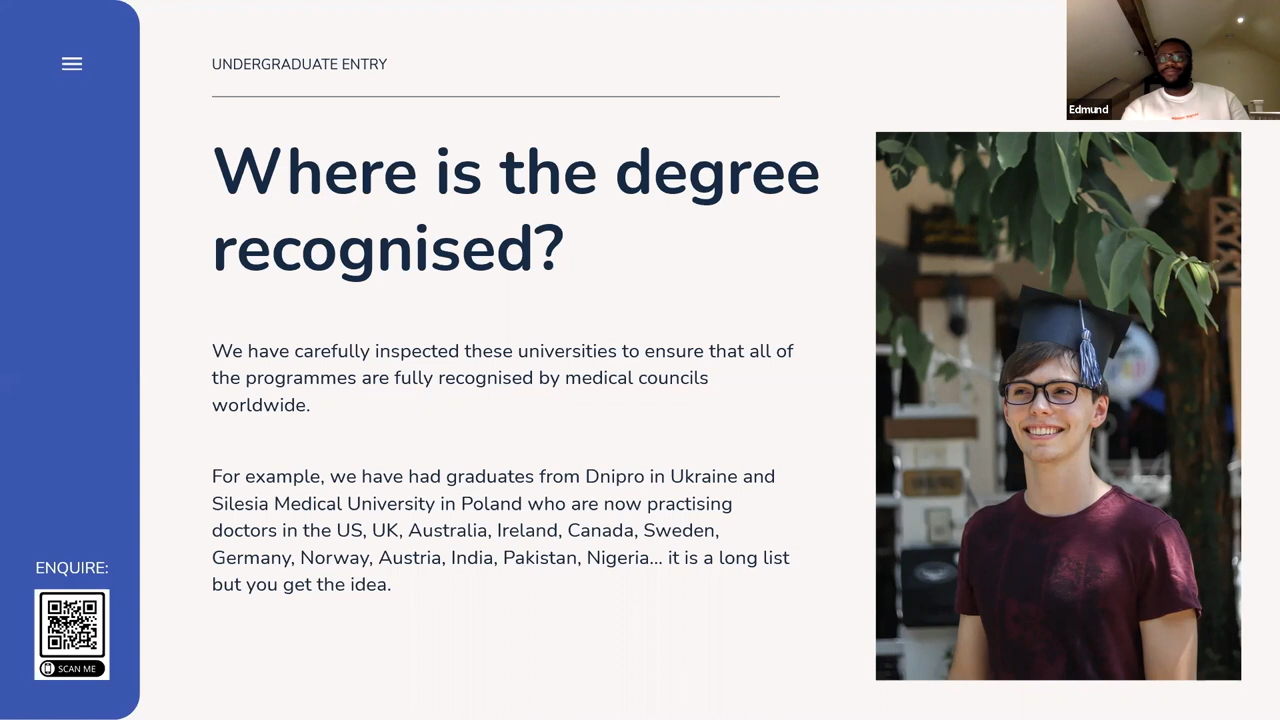 UNDERGRADUATE ENTRY
Edmund
Where is the degree
recognised?
We have carefully inspected these universities to ensure that all of
the programmes are fully recognised by medical councils
worldwide.
For example, we have had graduates from Dnipro in Ukraine and
Silesia Medical University in Poland who are now practising
doctors in the US, UK, Australia, Ireland, Canada, Sweden,
Germany, Norway, Austria, India, Pakistan, Nigeria... it is a long list
but you get the idea.
ENQUIRE:
SCAN ME